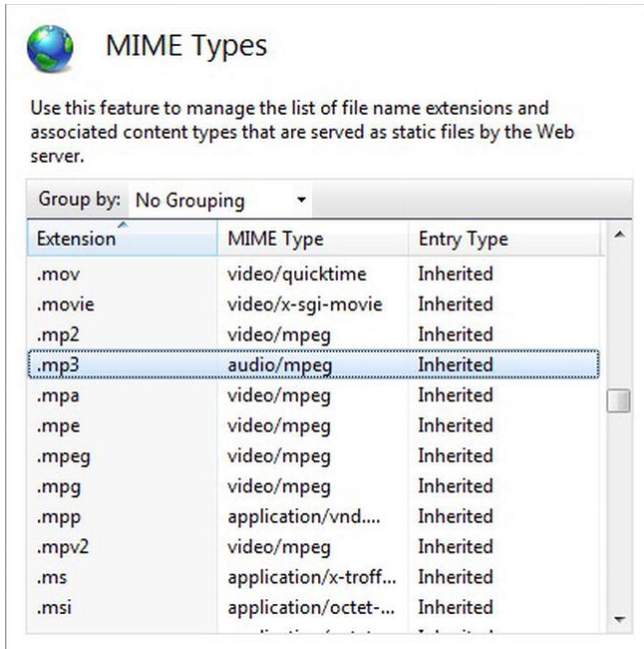 MIME Types
Use this feature to manage the list of file name extensions and
associated content types that are served as static files by the Web
server.
Group by: No Grouping
Extension MIME Type Entry Type
.mov video/quicktime Inherited
.movie video/x-sgi-movie Inherited
.mp2 video/mpeg Inherited
.mp3 audio/mpeg Inherited
.mpa video/mpeg Inherited
.mpe video/mpeg Inherited
.mpeg video/mpeg Inherited
.mpg video/mpeg Inherited
.mpp application/vnd.... Inherited
.mpv2 video/mpeg Inherited
.ms application/x-troff... Inherited
.msi application/octet-... Inherited